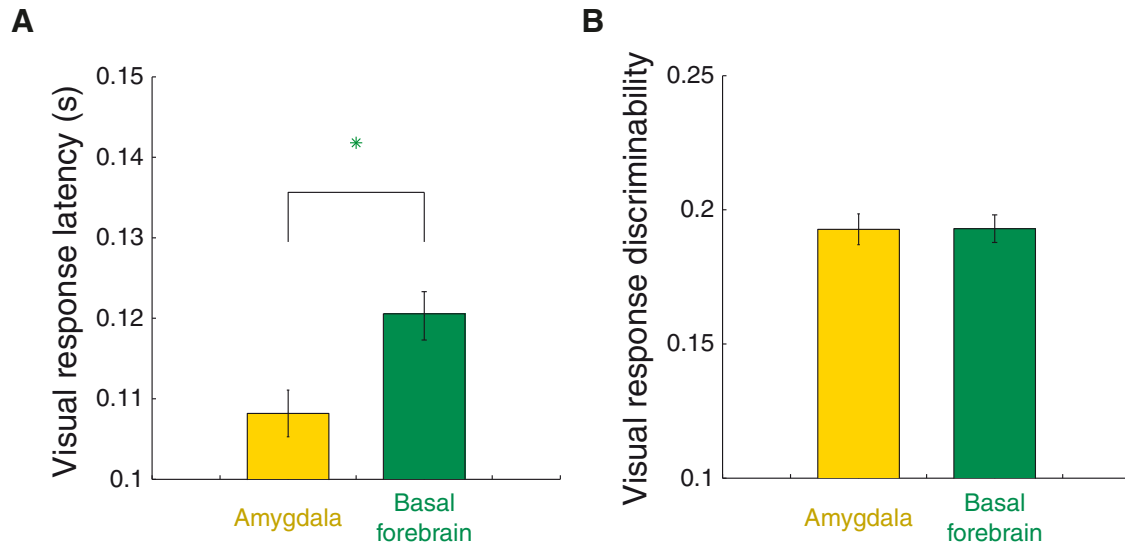 A
Visual response latency (s)
0.15
0.14
0.13
0.12
0.11
0.1
*
Amygdala
Basal
forebrain
B
Visual response discriminability
0.25
0.2
0.15
0.1
Amygdala
Basal
forebrain